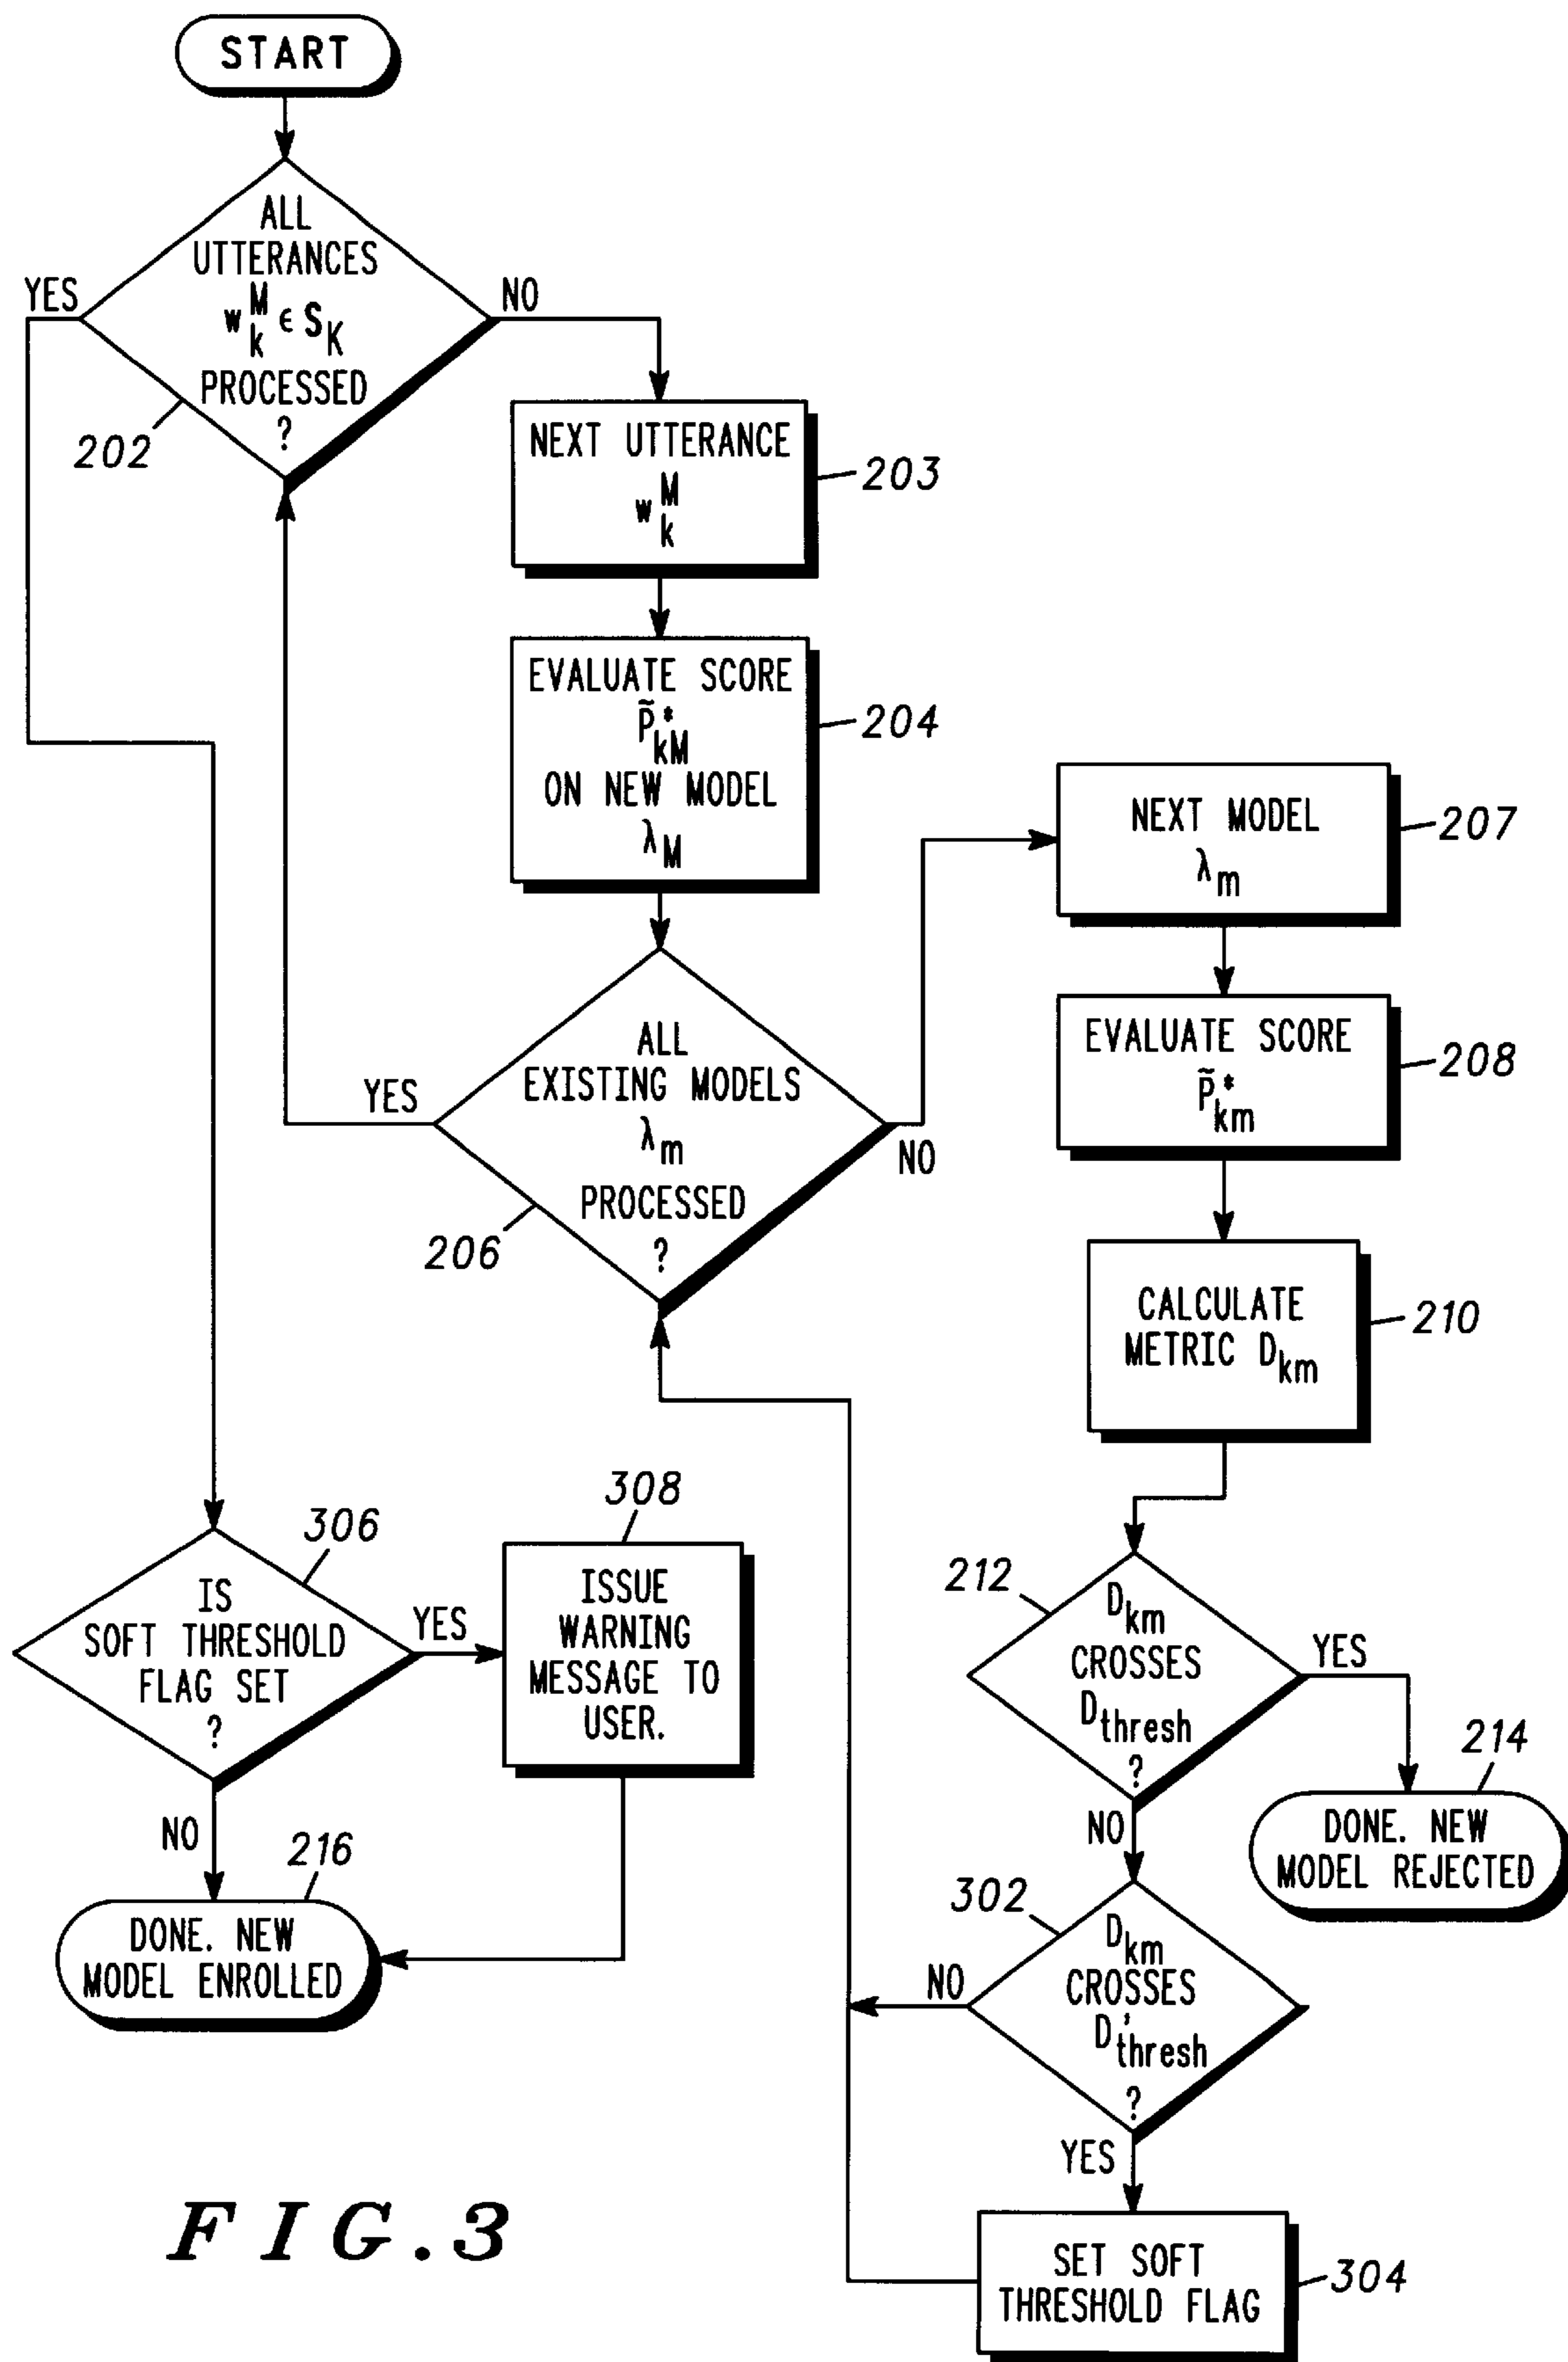 START
ALL
UTTERANCES
w_k^M ϵ S_K
PROCESSED
?
YES
NO
202
NEXT UTTERANCE
w_k^M
203
EVALUATE SCORE
P̃*_kM
ON NEW MODEL
λ_M
204
ALL
EXISTING MODELS
λ_m
PROCESSED
?
YES
NO
206
NEXT MODEL
λ_m
207
EVALUATE SCORE
P̃*_km
208
CALCULATE
METRIC D_km
210
212
D_km
CROSSES
D_thresh
?
YES
NO
214
DONE. NEW
MODEL REJECTED
302
D_km
CROSSES
D'_thresh
?
NO
YES
SET SOFT
THRESHOLD FLAG
304
306
IS
SOFT THRESHOLD
FLAG SET
?
YES
NO
308
ISSUE
WARNING
MESSAGE TO
USER.
216
DONE. NEW
MODEL ENROLLED
FIG.3